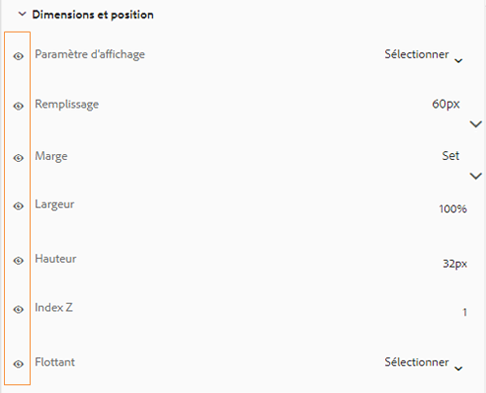 Dimensions et position
Paramètre d'affichage Sélectionner
Remplissage 60px
Marge Set
Largeur 100%
Hauteur 32px
Index Z 1
Flottant Sélectionner